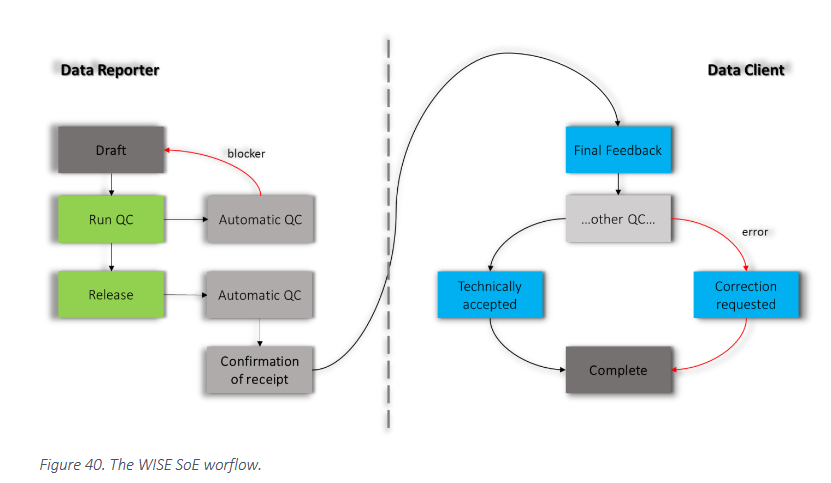 Data Reporter
Data Client
Draft
blocker
Run QC
Automatic QC
Release
Automatic QC
Confirmation
of receipt
Final Feedback
...other QC...
error
Technically
accepted
Correction
requested
Complete
Figure 40. The WISE SoE worflow.